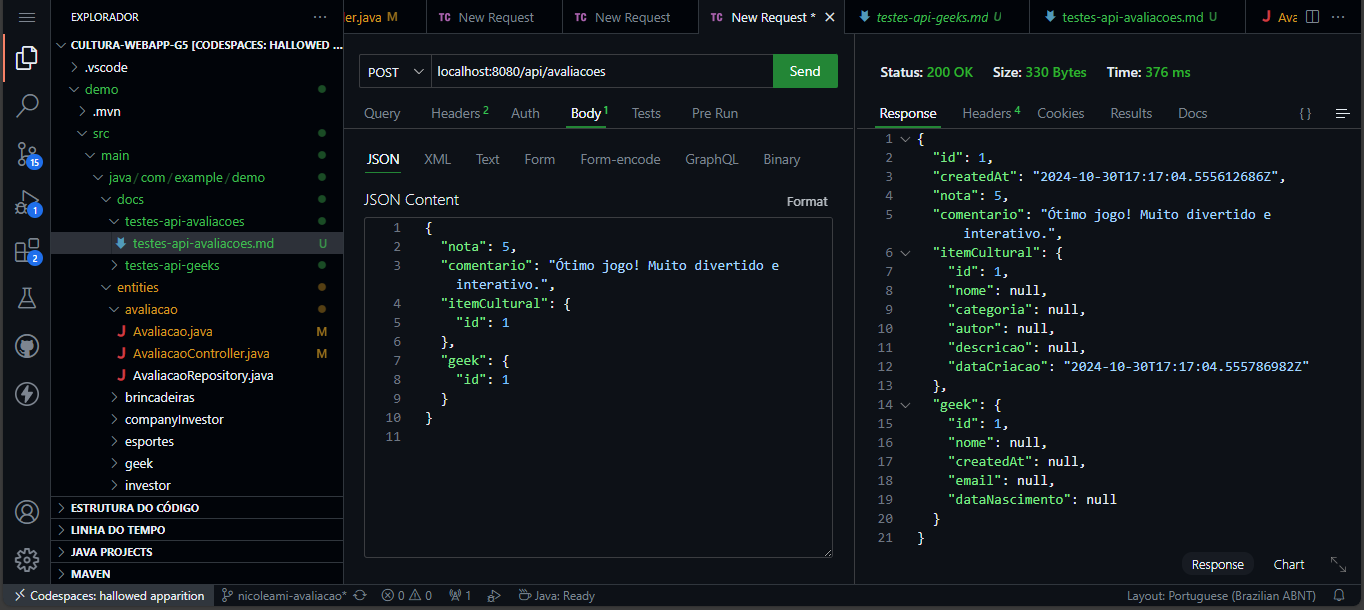 EXPLORADOR
CULTURA-WEBAPP-G5 [CODESPACES: HALLOWED ...
.vscode
demo
.mvn
src
main
java / com / example / demo
docs
testes-api-avaliacoes
testes-api-avaliacoes.md U
testes-api-geeks
entities
avaliacao
Avaliacao.java M
AvaliacaoController.java M
AvaliacaoRepository.java
brincadeiras
companyInvestor
esportes
geek
investor
ESTRUTURA DO CÓDIGO
LINHA DO TEMPO
JAVA PROJECTS
MAVEN
15
1
2
er.java M
TC New Request
TC New Request
TC New Request *
testes-api-geeks.md U
testes-api-avaliacoes.md U
J Ava
POST localhost:8080/api/avaliacoes Send
Query Headers 2 Auth Body 1 Tests Pre Run
JSON XML Text Form Form-encode GraphQL Binary
JSON Content Format
1 {
2 "nota": 5,
3 "comentario": "Ótimo jogo! Muito divertido e
interativo.",
4 "itemCultural": {
5 "id": 1
6 },
7 "geek": {
8 "id": 1
9 }
10 }
11
Status: 200 OK Size: 330 Bytes Time: 376 ms
Response Headers 4 Cookies Results Docs { }
1 {
2 "id": 1,
3 "createdAt": "2024-10-30T17:17:04.555612686Z",
4 "nota": 5,
5 "comentario": "Ótimo jogo! Muito divertido e
interativo.",
6 "itemCultural": {
7 "id": 1,
8 "nome": null,
9 "categoria": null,
10 "autor": null,
11 "descricao": null,
12 "dataCriacao": "2024-10-30T17:17:04.555786982Z"
13 },
14 "geek": {
15 "id": 1,
16 "nome": null,
17 "createdAt": null,
18 "email": null,
19 "dataNascimento": null
20 }
21 }
Response Chart
Codespaces: hallowed apparition nicoleami-avaliacao* 0 0 1 Java: Ready Layout: Portuguese (Brazilian ABNT)